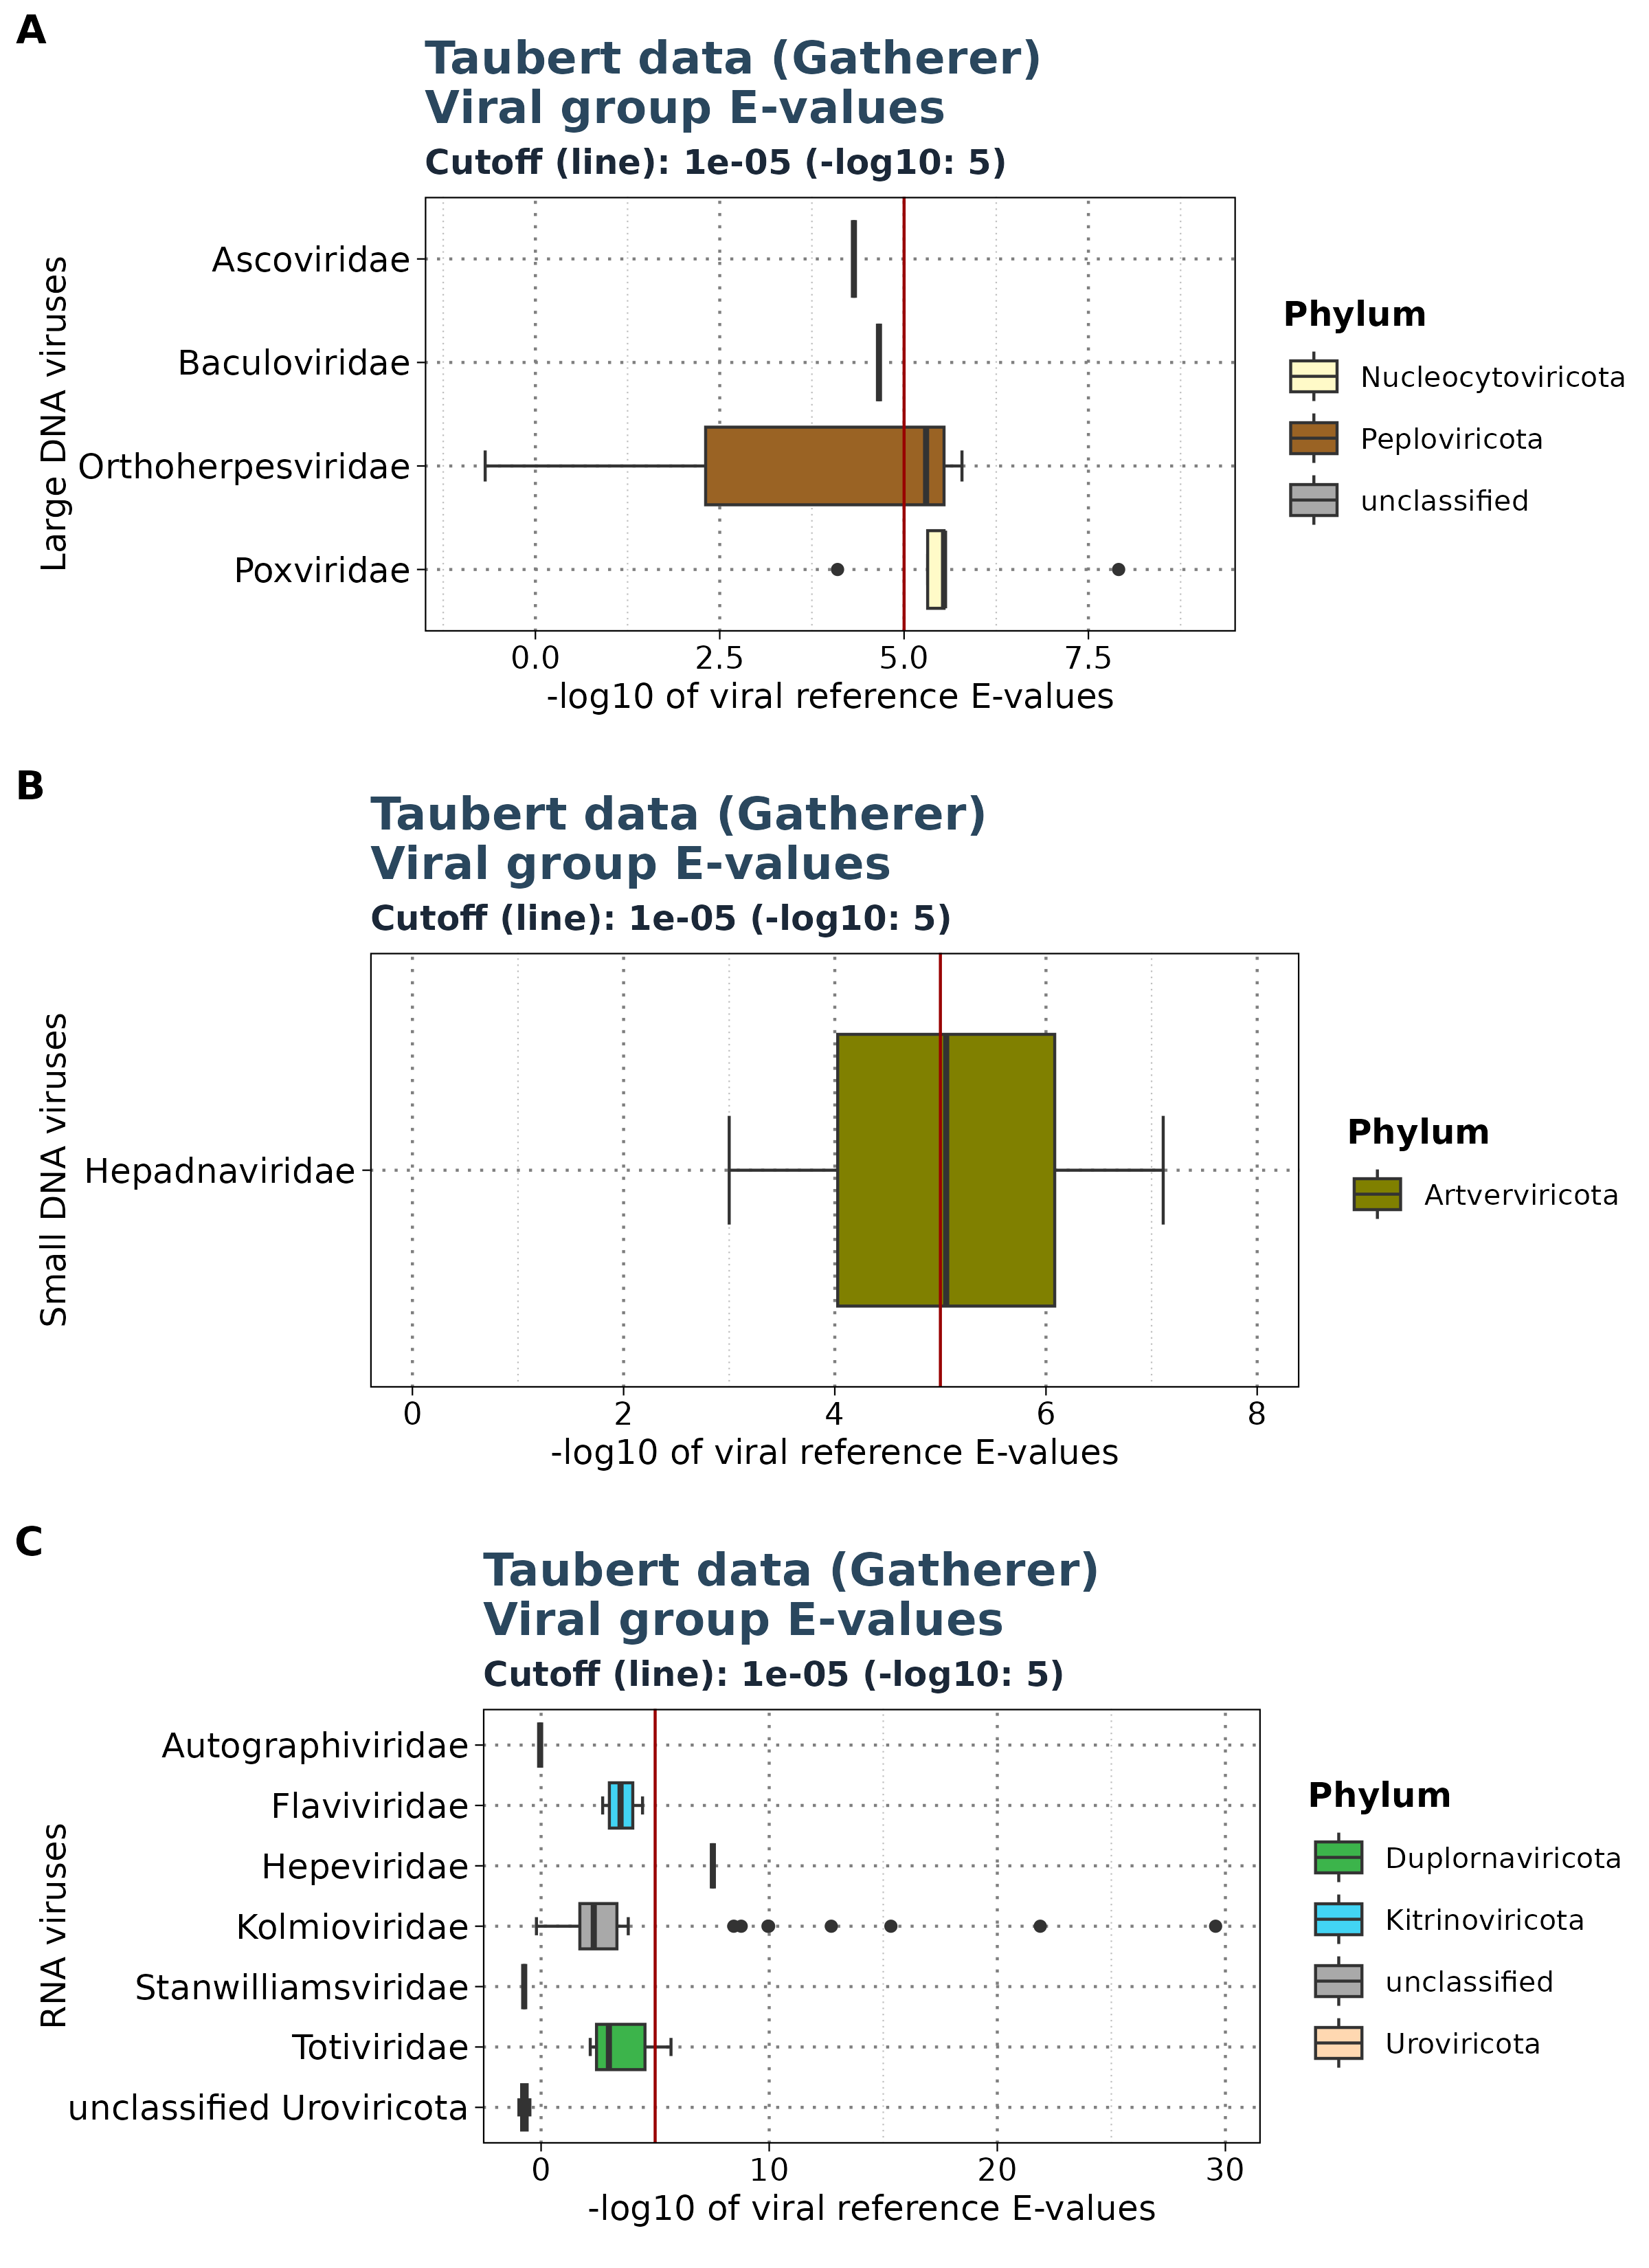 A
Taubert data (Gatherer)
Viral group E-values
Cutoff (line): 1e-05 (-log10: 5)
Large DNA viruses
Ascoviridae
Baculoviridae
Orthoherpesviridae
Poxviridae
0.0 2.5 5.0 7.5
-log10 of viral reference E-values
Phylum
Nucleocytoviricota
Peploviricota
unclassified
B
Taubert data (Gatherer)
Viral group E-values
Cutoff (line): 1e-05 (-log10: 5)
Small DNA viruses
Hepadnaviridae
0 2 4 6 8
-log10 of viral reference E-values
Phylum
Artverviricota
C
Taubert data (Gatherer)
Viral group E-values
Cutoff (line): 1e-05 (-log10: 5)
RNA viruses
Autographiviridae
Flaviviridae
Hepeviridae
Kolmioviridae
Stanwilliamsviridae
Totiviridae
unclassified Uroviricota
0 10 20 30
-log10 of viral reference E-values
Phylum
Duplornaviricota
Kitrinoviricota
unclassified
Uroviricota